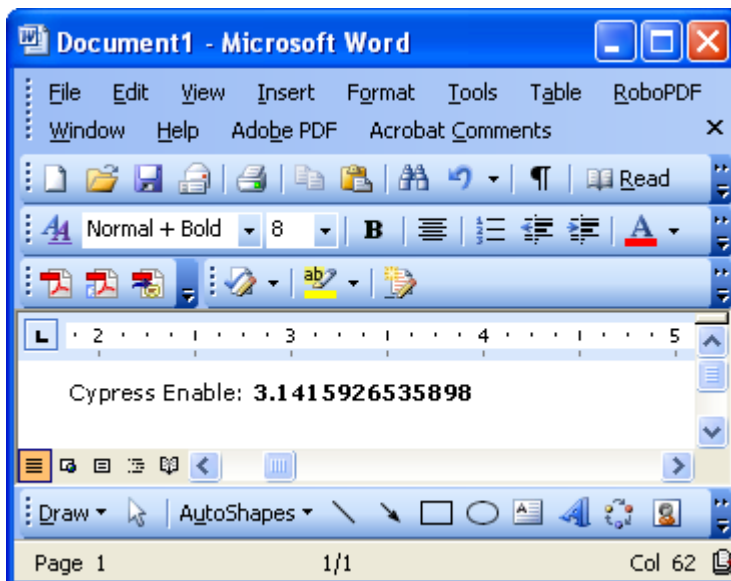 Document1 - Microsoft Word
File Edit View Insert Format Tools Table RoboPDF
Window Help Adobe PDF Acrobat Comments
Read
Normal + Bold 8 B A
ab
L 2 3 4 5
Cypress Enable: 3.1415926535898
Draw AutoShapes
Page 1 1/1 Col 62